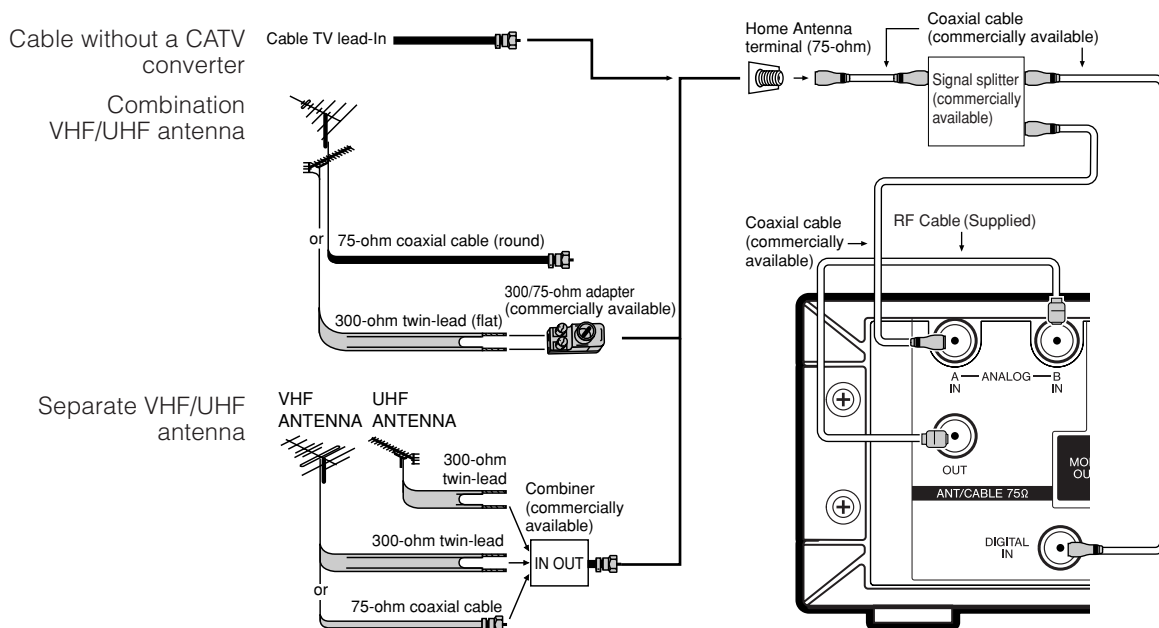 Cable without a CATV
converter
Cable TV lead-In
Combination
VHF/UHF antenna
or
75-ohm coaxial cable (round)
300/75-ohm adapter
(commercially available)
300-ohm twin-lead (flat)
Separate VHF/UHF
antenna
VHF
ANTENNA
UHF
ANTENNA
300-ohm
twin-lead
Combiner
(commercially
available)
300-ohm twin-lead
IN OUT
or
75-ohm coaxial cable
Home Antenna
terminal (75-ohm)
Coaxial cable
(commercially available)
Signal splitter
(commercially
available)
Coaxial cable
(commercially
available)
RF Cable (Supplied)
A — ANALOG — B
IN IN
OUT
ANT/CABLE 75Ω
DIGITAL
IN